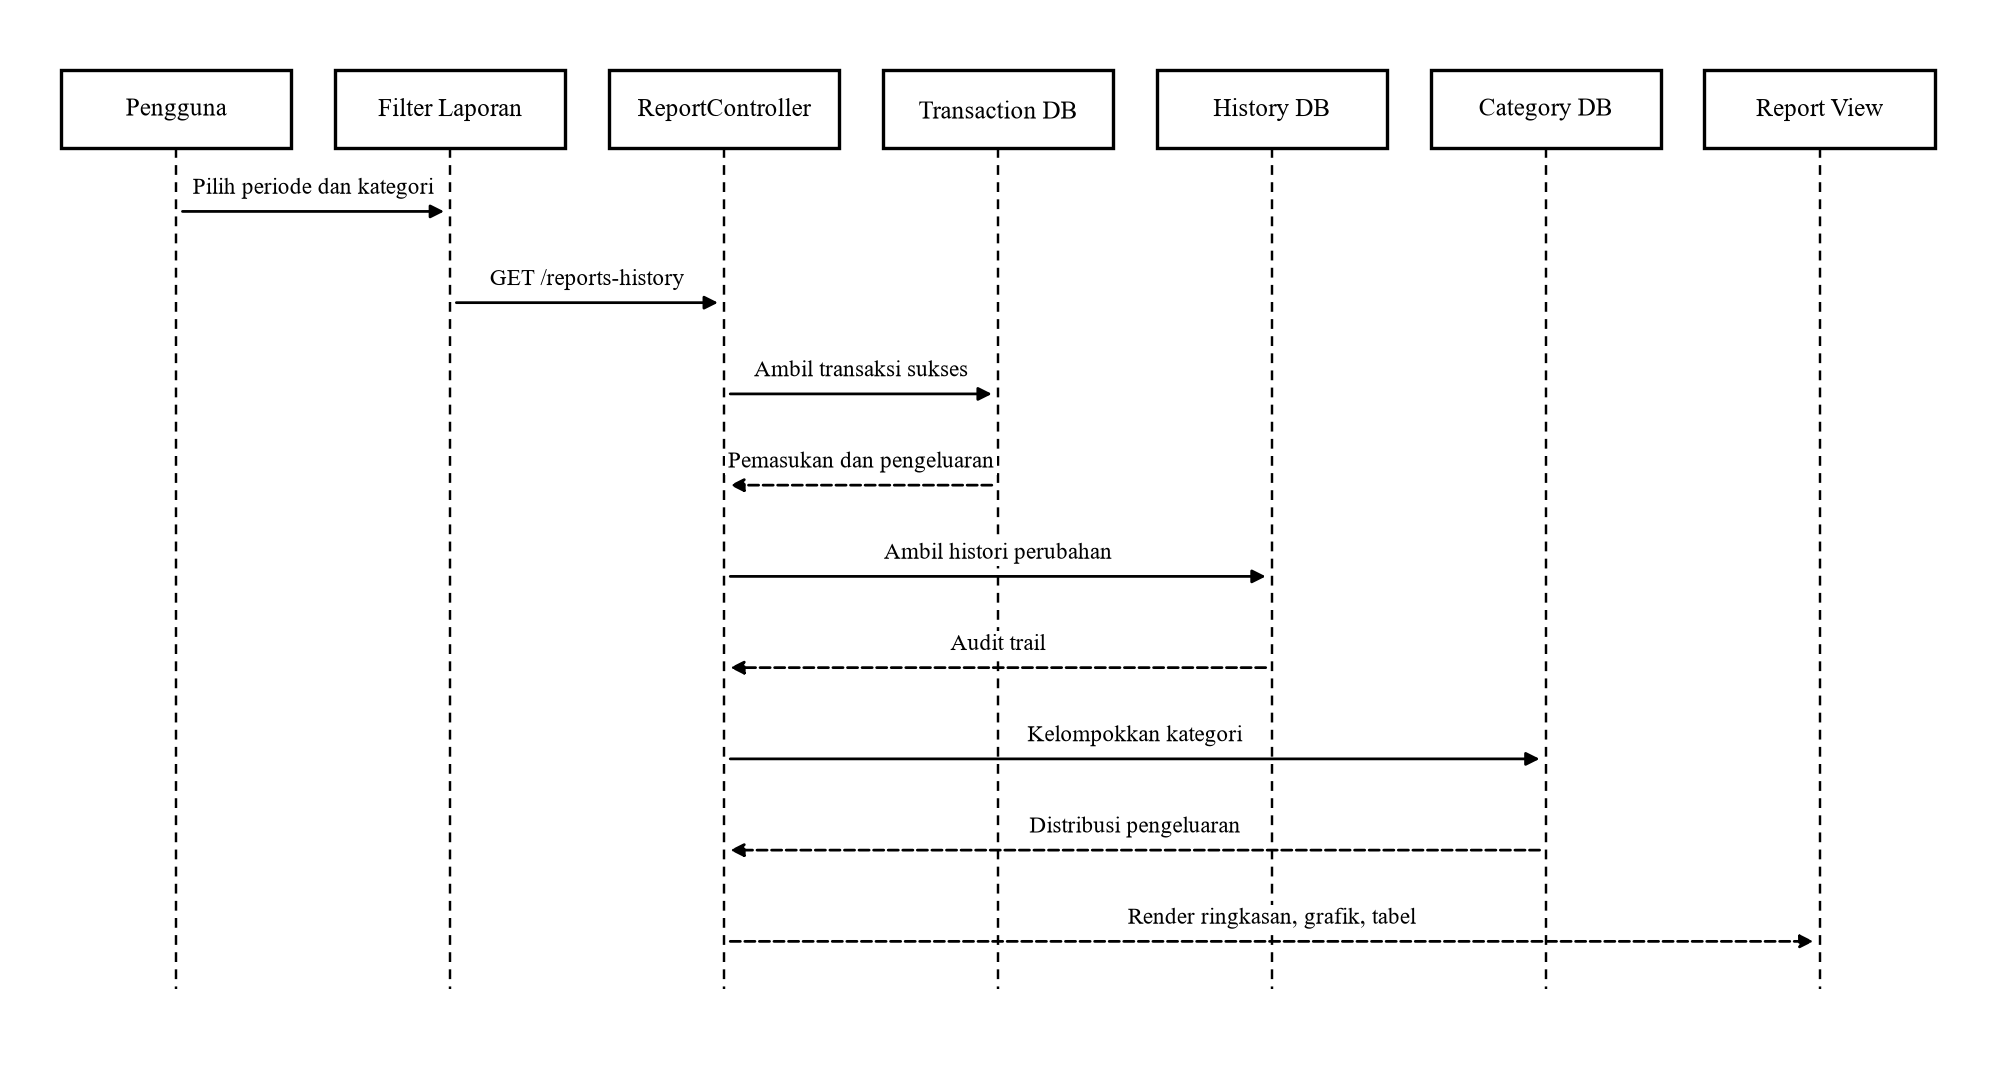 Pengguna
Filter Laporan
ReportController
Transaction DB
History DB
Category DB
Report View
Pilih periode dan kategori
GET /reports-history
Ambil transaksi sukses
Pemasukan dan pengeluaran
Ambil histori perubahan
Audit trail
Kelompokkan kategori
Distribusi pengeluaran
Render ringkasan, grafik, tabel